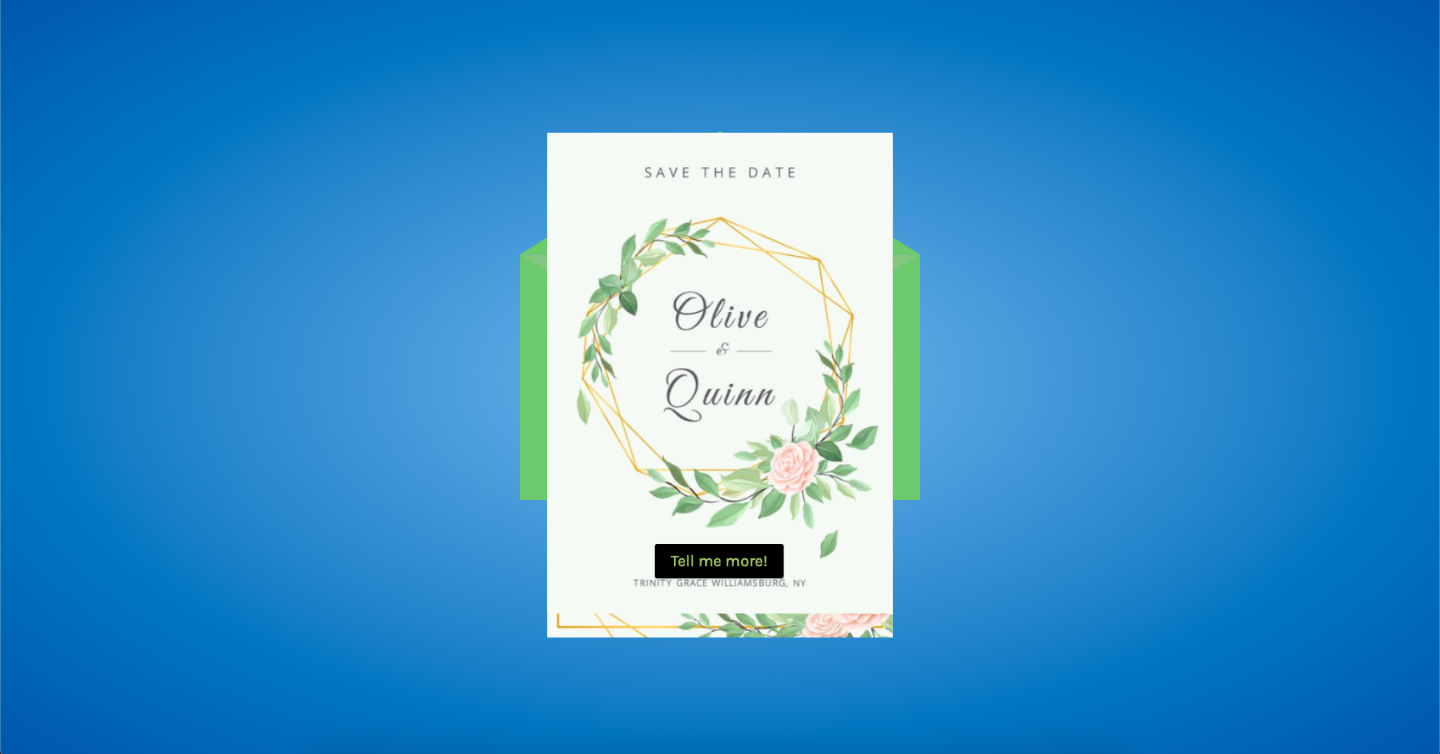 SAVE THE DATE
Olive
&
Quinn
Tell me more!
TRINITY GRACE WILLIAMSBURG, NY